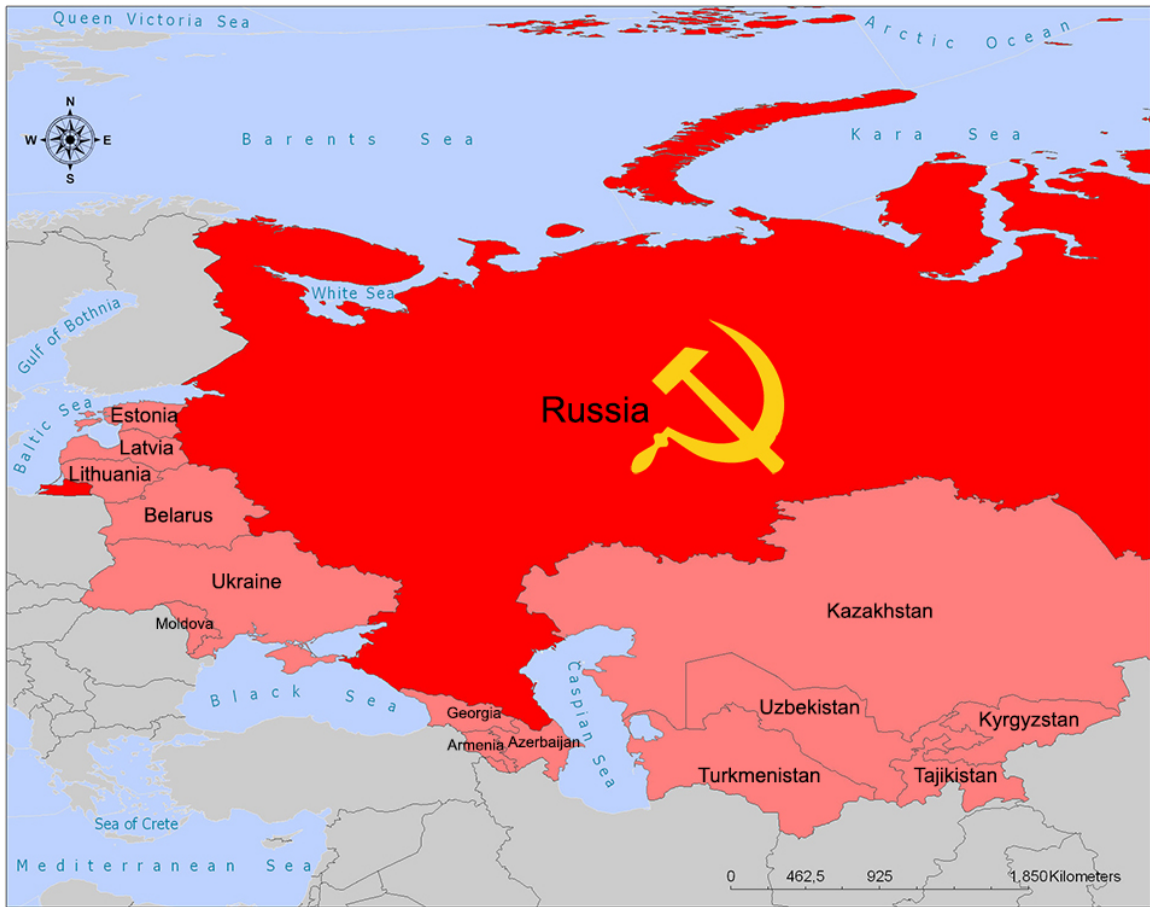 Queen Victoria Sea
Arctic Ocean
N
W
E
S
Barents Sea
Kara Sea
White Sea
Gulf of Bothnia
Baltic Sea
Russia
Estonia
Latvia
Lithuania
Belarus
Ukraine
Moldova
Kazakhstan
Black Sea
Caspian Sea
Georgia
Armenia
Azerbaijan
Uzbekistan
Kyrgyzstan
Turkmenistan
Tajikistan
Sea of Crete
Mediterranean Sea
0 462,5 925 1.850 Kilometers